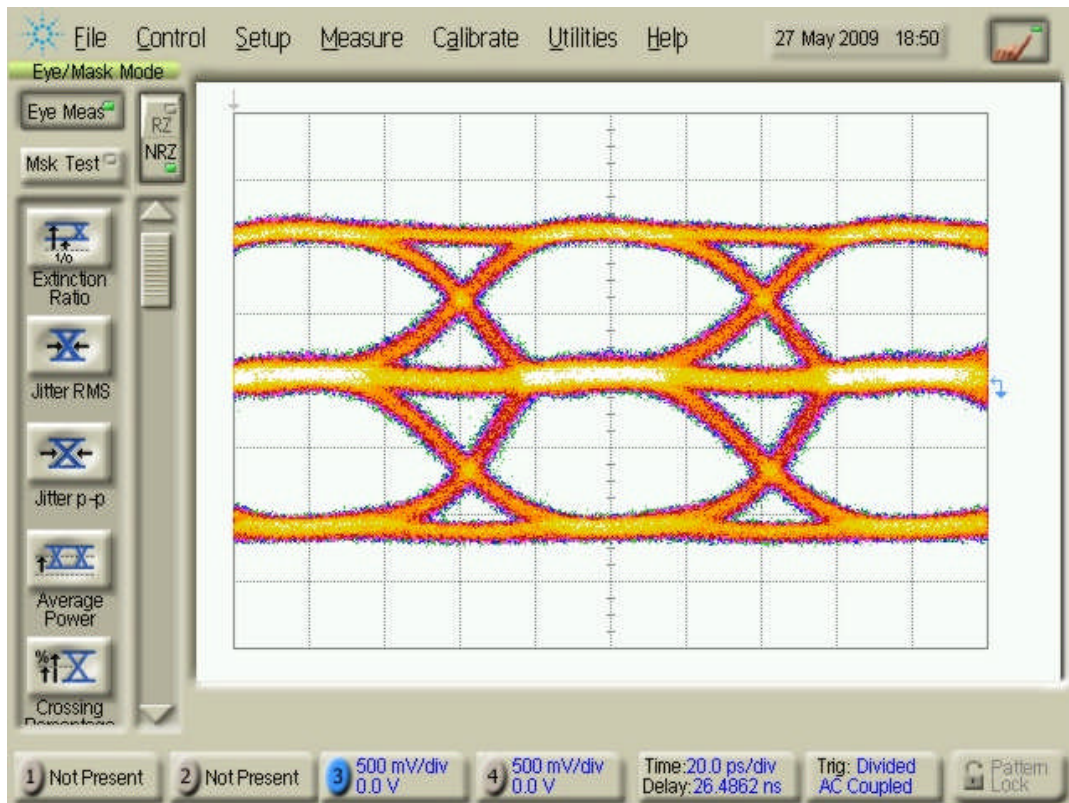 File Control Setup Measure Calibrate Utilities Help 27 May 2009 18:50
Eye/Mask Mode
Eye Meas
RZ
NRZ
Msk Test
1/0
Extinction
Ratio
Jitter RMS
Jitter p-p
Average
Power
%
Crossing
Percentage
1 Not Present
2 Not Present
3 500 mV/div
0.0 V
4 500 mV/div
0.0 V
Time:20.0 ps/div
Delay:26.4862 ns
Trig: Divided
AC Coupled
Pattern
Lock